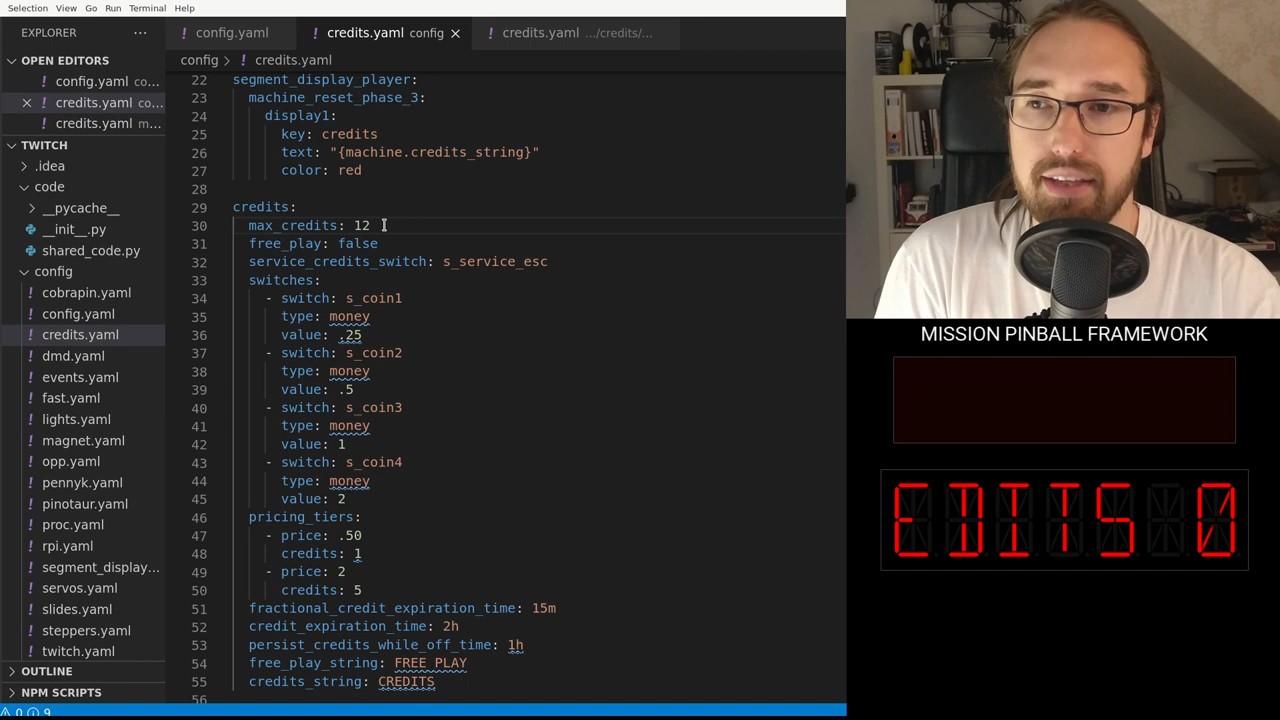 Selection View Go Run Terminal Help
EXPLORER ···
OPEN EDITORS
! config.yaml co...
× ! credits.yaml co...
! credits.yaml m...
TWITCH
.idea
code
__pycache__
__init__.py
shared_code.py
config
! cobrapin.yaml
! config.yaml
! credits.yaml
! dmd.yaml
! events.yaml
! fast.yaml
! lights.yaml
! magnet.yaml
! opp.yaml
! pennyk.yaml
! pinotaur.yaml
! proc.yaml
! rpi.yaml
! segment_display...
! servos.yaml
! slides.yaml
! steppers.yaml
! twitch.yaml
OUTLINE
NPM SCRIPTS
0 9
! config.yaml
! credits.yaml config ×
! credits.yaml .../credits/...
config > ! credits.yaml
22 segment_display_player:
23 machine_reset_phase_3:
24 display1:
25 key: credits
26 text: "{machine.credits_string}"
27 color: red
28
29 credits:
30 max_credits: 12
31 free_play: false
32 service_credits_switch: s_service_esc
33 switches:
34 - switch: s_coin1
35 type: money
36 value: .25
37 - switch: s_coin2
38 type: money
39 value: .5
40 - switch: s_coin3
41 type: money
42 value: 1
43 - switch: s_coin4
44 type: money
45 value: 2
46 pricing_tiers:
47 - price: .50
48 credits: 1
49 - price: 2
50 credits: 5
51 fractional_credit_expiration_time: 15m
52 credit_expiration_time: 2h
53 persist_credits_while_off_time: 1h
54 free_play_string: FREE PLAY
55 credits_string: CREDITS
56
MISSION PINBALL FRAMEWORK
EDITS 0